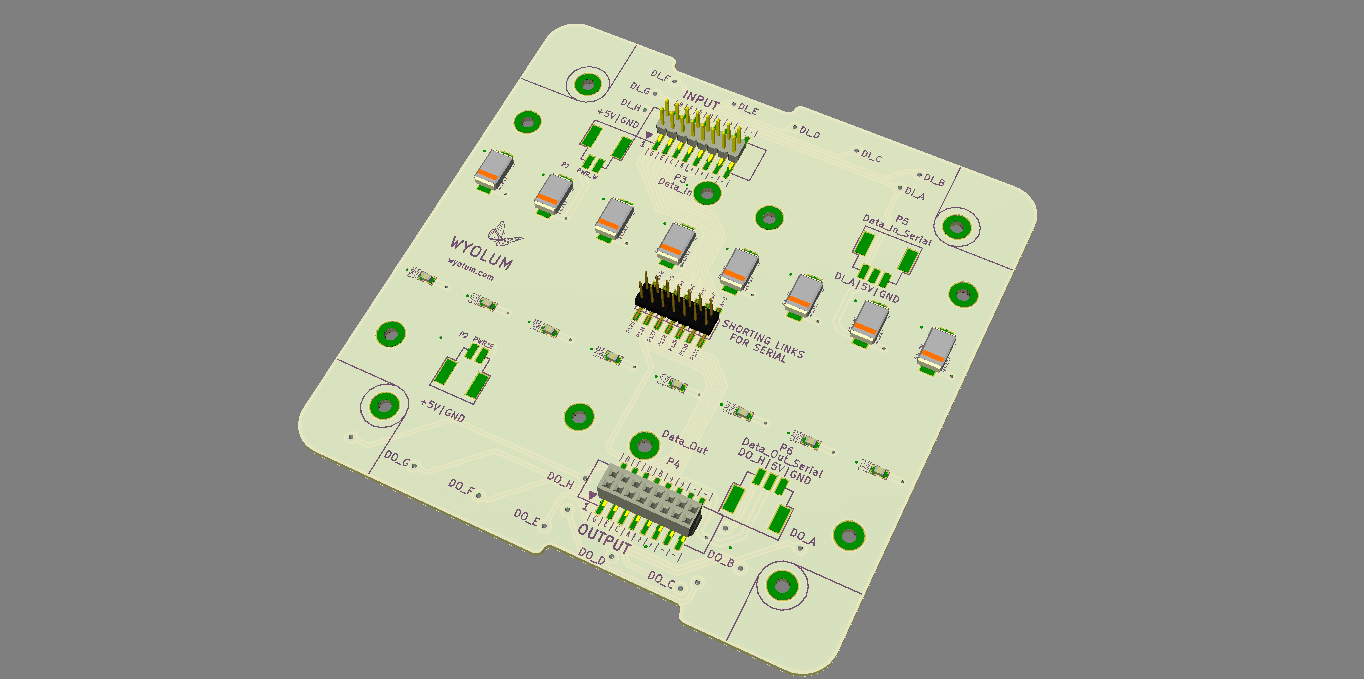 DI_F
DI_G
DI_H
INPUT
DI_E
DI_D
DI_C
DI_B
DI_A
+5V|GND
1
P3
Data_In
P5
Data_In_Serial
DI_A|5V|GND
WYOLUM
wyolum.com
SHORTING LINKS
FOR SERIAL
+5V|GND
Data_Out
P4
P6
Data_Out_Serial
DO_H|5V|GND
DO_G
DO_F
DO_H
DO_E
1
OUTPUT
DO_D
DO_C
DO_B
DO_A